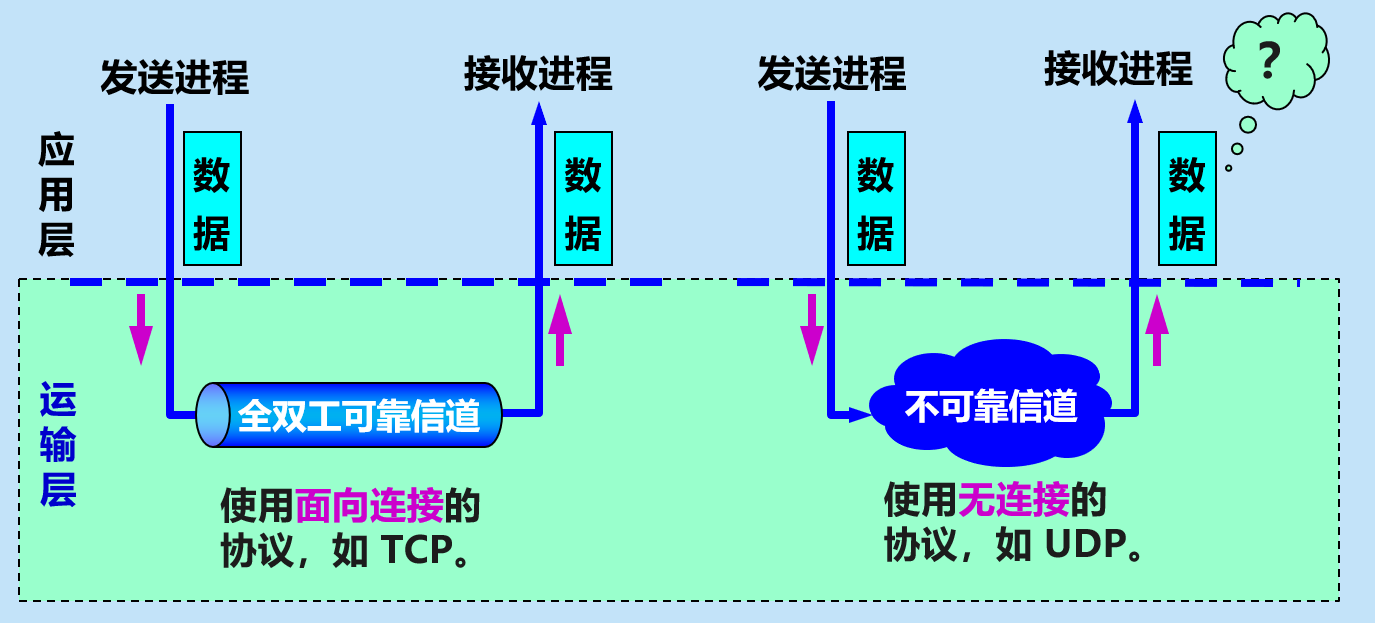 发送进程
接收进程
发送进程
接收进程
?
应用层
数据
数据
数据
数据
运输层
全双工可靠信道
不可靠信道
使用面向连接的
协议，如 TCP。
使用无连接的
协议，如 UDP。